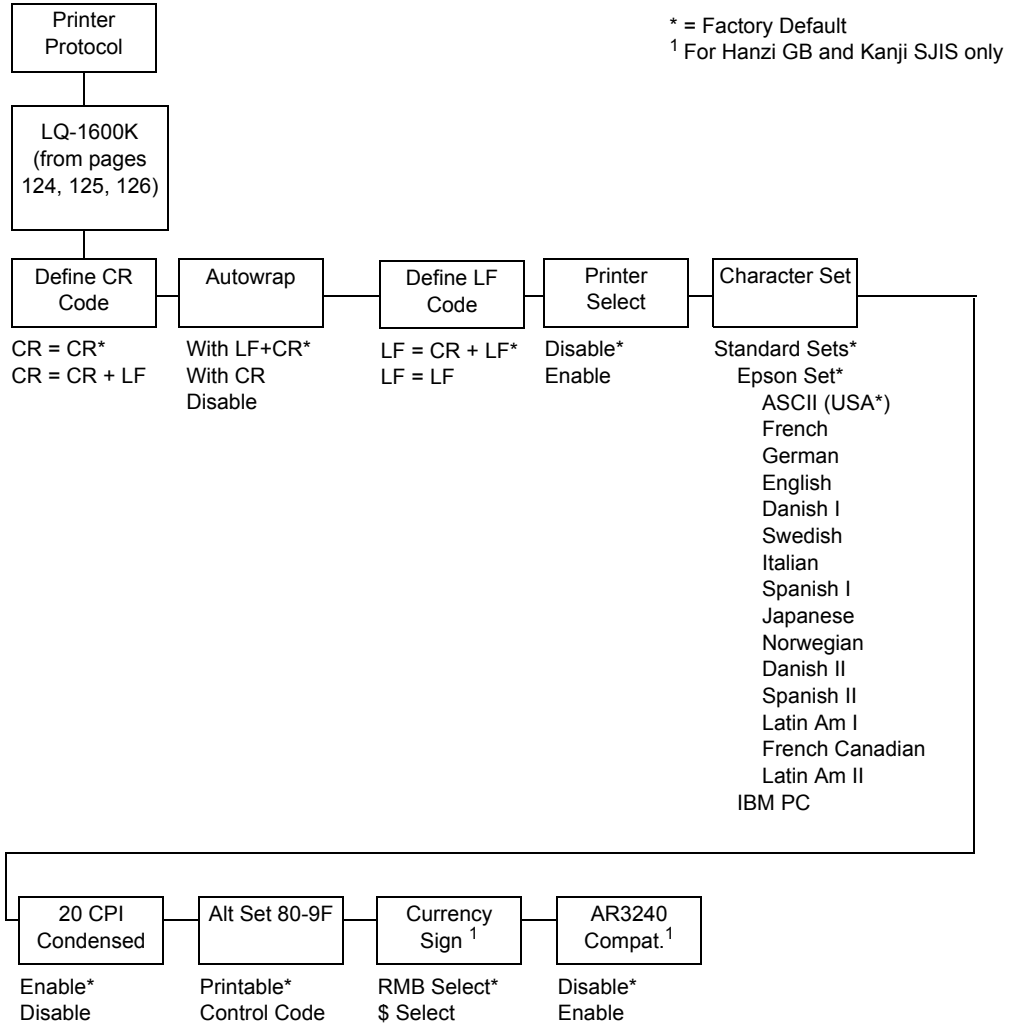 Printer
Protocol
* = Factory Default
1 For Hanzi GB and Kanji SJIS only
LQ-1600K
(from pages
124, 125, 126)
Define CR
Code
CR = CR*
CR = CR + LF
Autowrap
With LF+CR*
With CR
Disable
Define LF
Code
LF = CR + LF*
LF = LF
Printer
Select
Disable*
Enable
Character Set
Standard Sets*
Epson Set*
ASCII (USA*)
French
German
English
Danish I
Swedish
Italian
Spanish I
Japanese
Norwegian
Danish II
Spanish II
Latin Am I
French Canadian
Latin Am II
IBM PC
20 CPI
Condensed
Enable*
Disable
Alt Set 80-9F
Printable*
Control Code
Currency
Sign 1
RMB Select*
$ Select
AR3240
Compat.1
Disable*
Enable